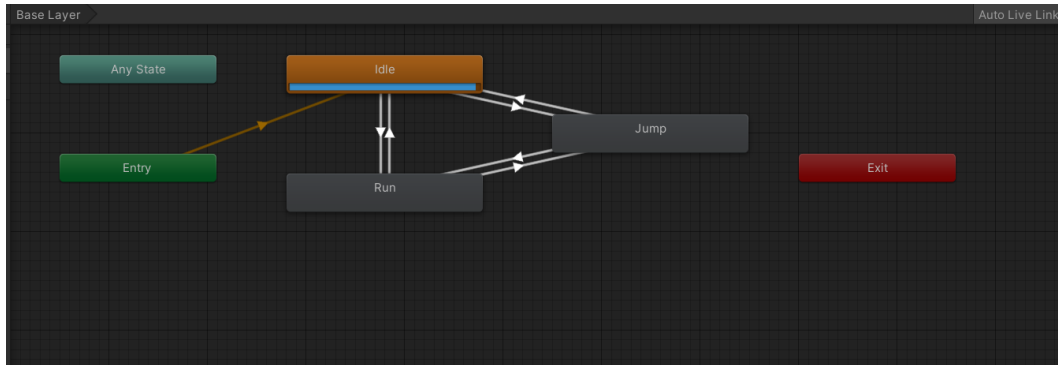 Base Layer
Auto Live Link
Any State
Idle
Jump
Entry
Exit
Run